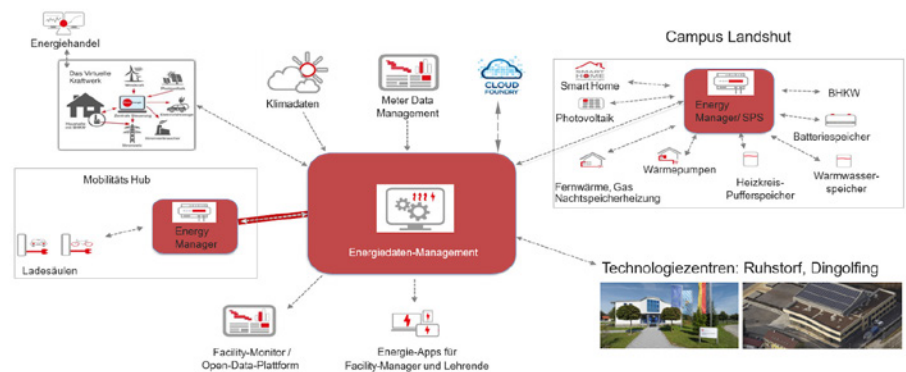 Energiehandel
Das Virtuelle
Kraftwerk
Klimadaten
Meter Data
Management
CLOUD
FOUNDRY
Campus Landshut
SMART
HOME
Smart Home
Photovoltaik
Energy
Manager/ SPS
BHKW
Batteriespeicher
Fernwärme, Gas
Nachtspeicherheizung
Wärmepumpen
Heizkreis-
Pufferspeicher
Warmwasser-
speicher
Mobilitäts Hub
Energy
Manager
Ladesäulen
Energiedaten-Management
Technologiezentren: Ruhstorf, Dingolfing
Facility-Monitor /
Open-Data-Plattform
Energie-Apps für
Facility-Manager und Lehrende